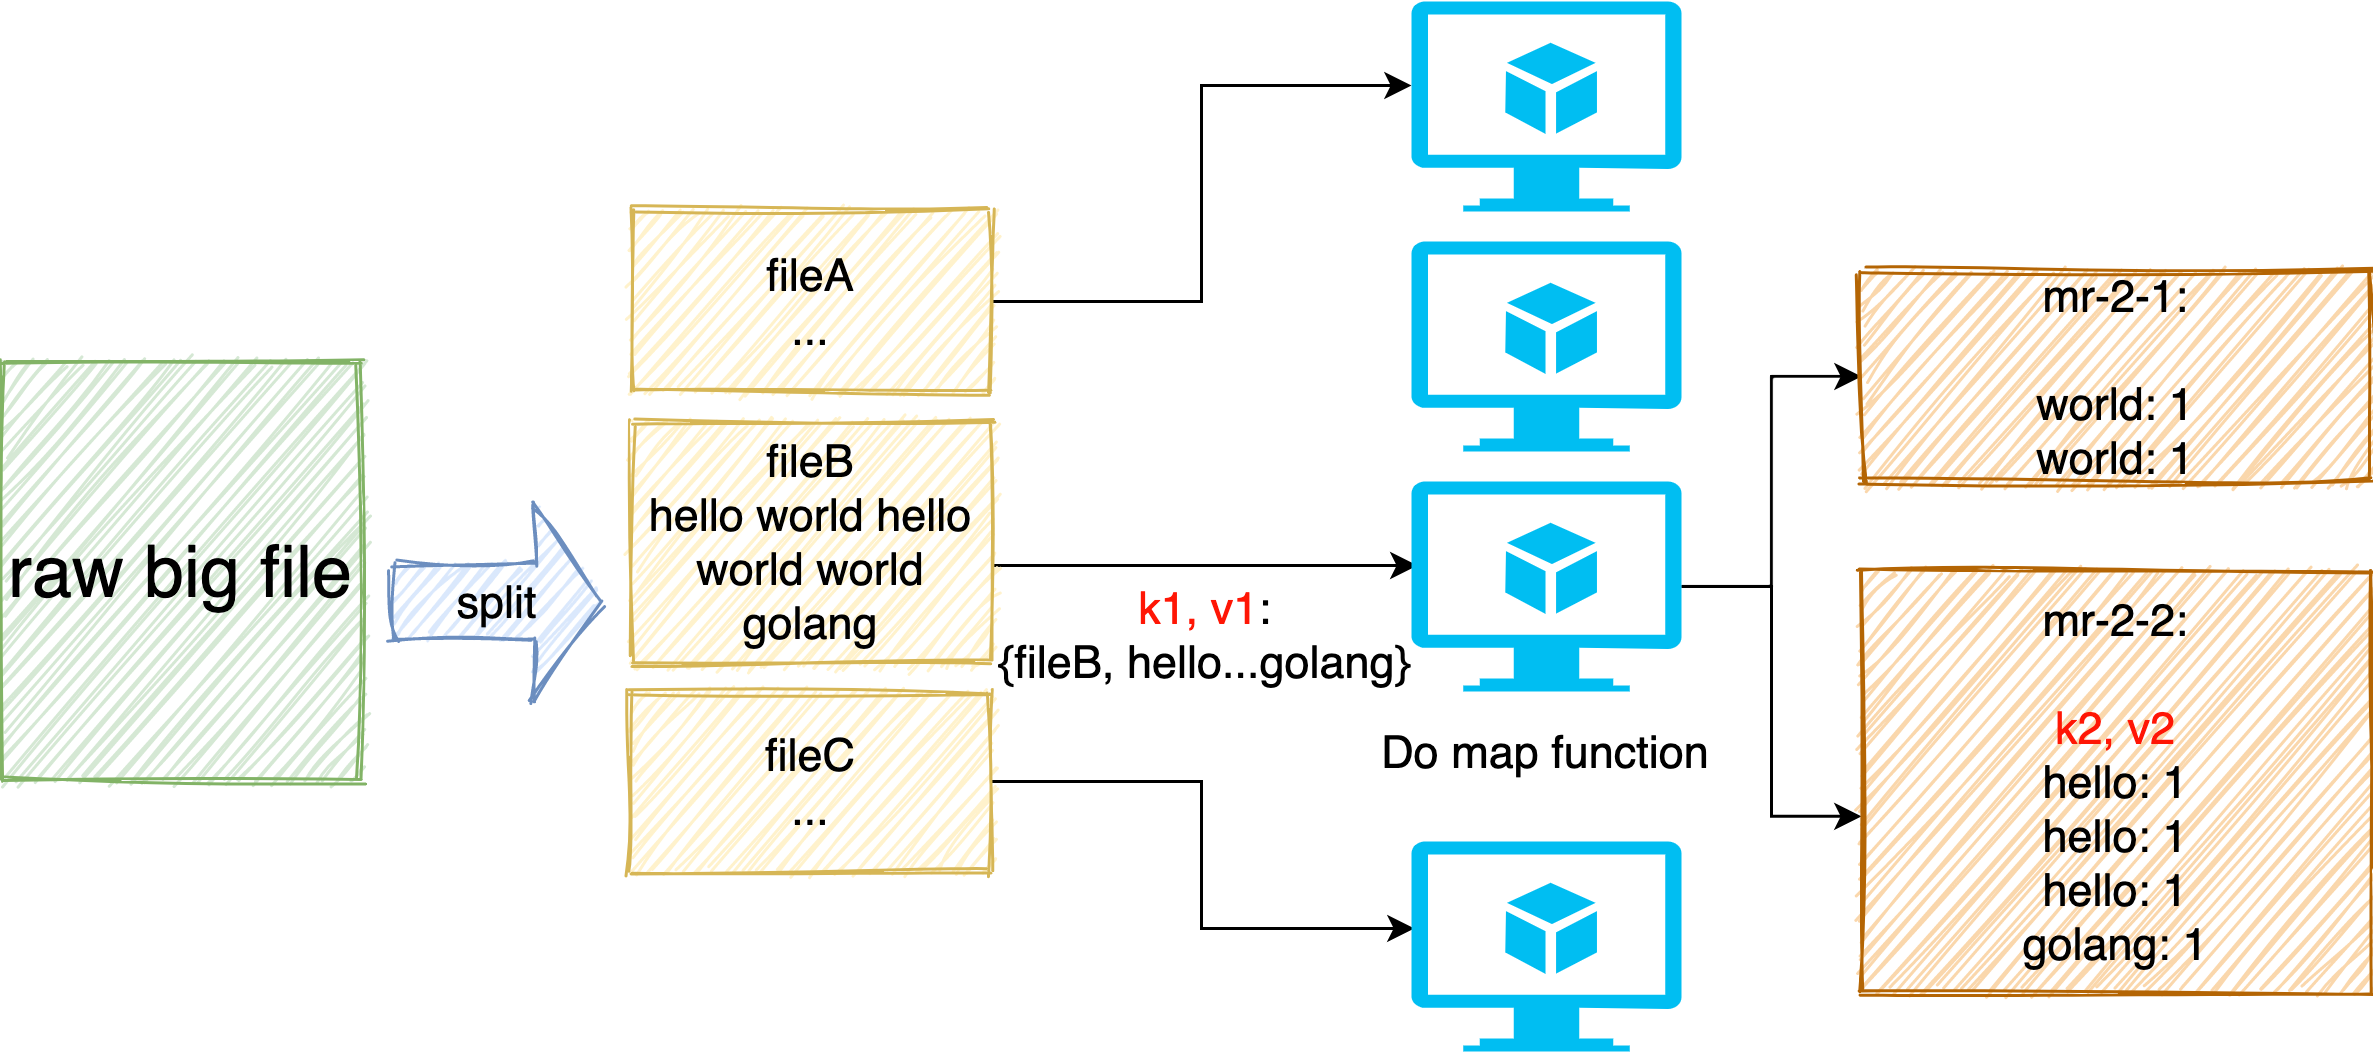 raw big file
split
fileA
...
fileB
hello world hello
world world
golang
fileC
...
k1, v1:
{fileB, hello...golang}
Do map function
mr-2-1:
world: 1
world: 1
mr-2-2:
k2, v2
hello: 1
hello: 1
hello: 1
golang: 1